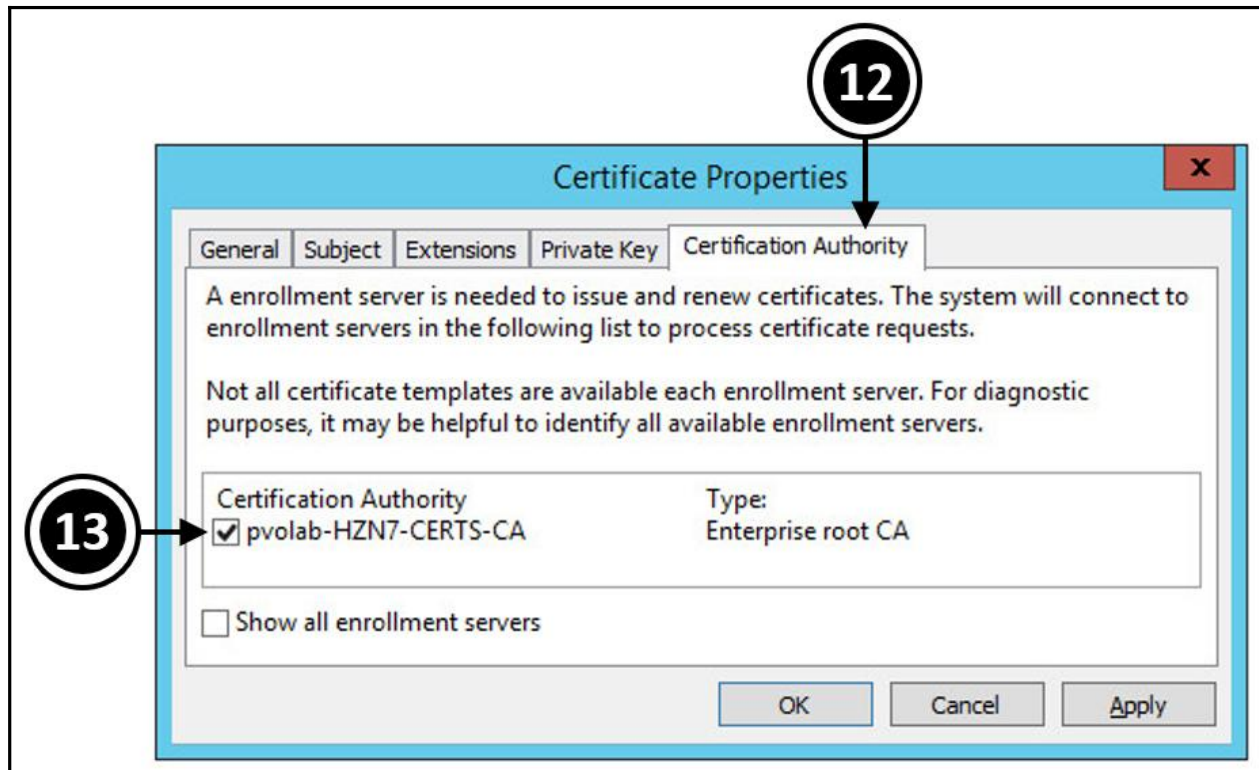 12
Certificate Properties
x
General Subject Extensions Private Key Certification Authority
A enrollment server is needed to issue and renew certificates. The system will connect to
enrollment servers in the following list to process certificate requests.
Not all certificate templates are available each enrollment server. For diagnostic
purposes, it may be helpful to identify all available enrollment servers.
Certification Authority Type:
13 pvolab-HZN7-CERTS-CA Enterprise root CA
Show all enrollment servers
OK Cancel Apply